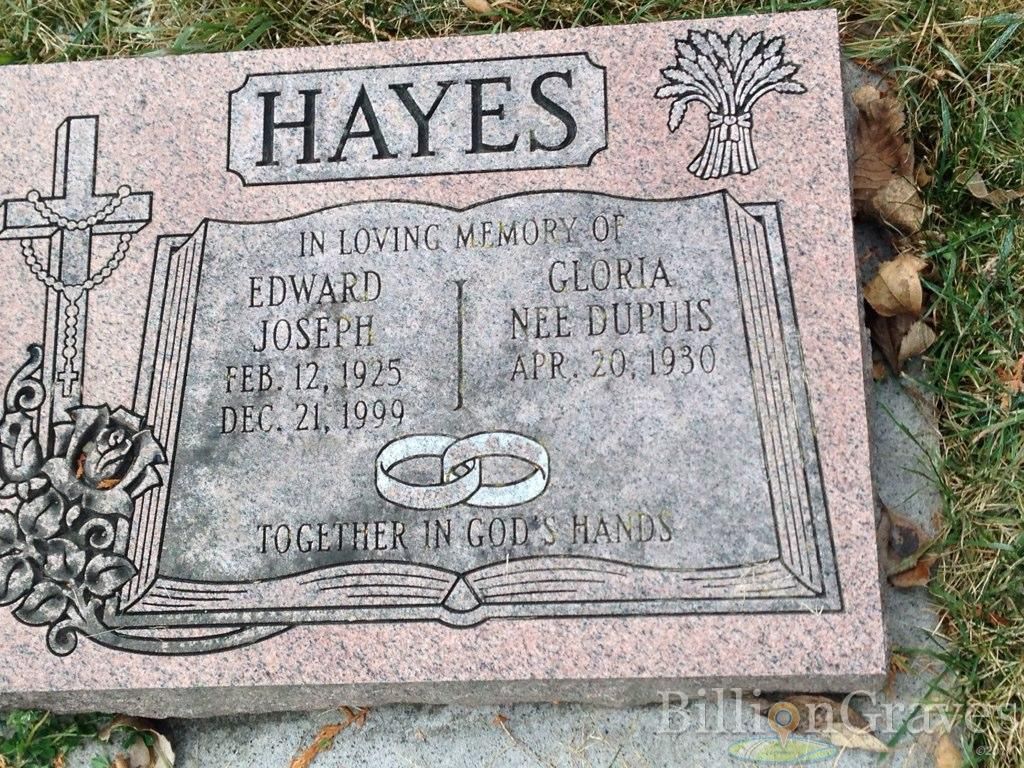 HAYES
IN LOVING MEMORY OF
EDWARD
JOSEPH
FEB. 12, 1925
DEC. 21, 1999
GLORIA
NEE DUPUIS
APR. 20, 1930
TOGETHER IN GOD'S HANDS
BillionGraves